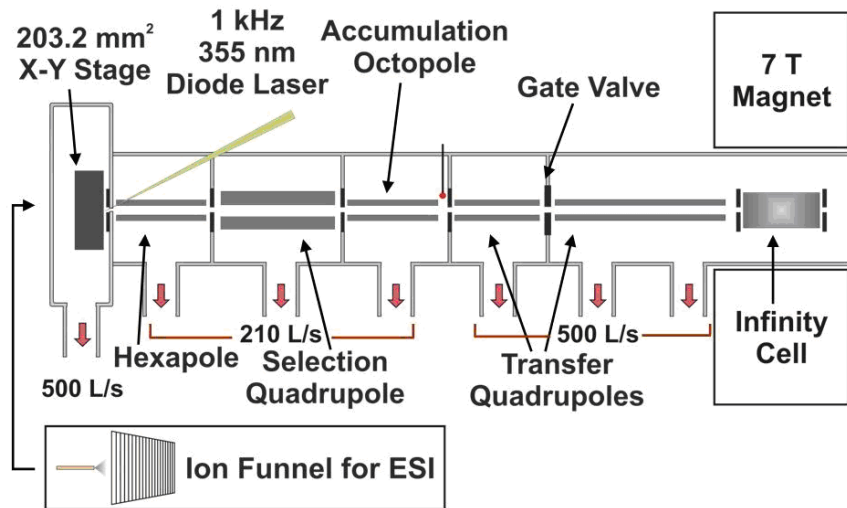 203.2 mm²
X-Y Stage
1 kHz
355 nm
Diode Laser
Accumulation
Octopole
Gate Valve
7 T
Magnet
500 L/s
Hexapole
210 L/s
Selection
Quadrupole
500 L/s
Transfer
Quadrupoles
Infinity
Cell
Ion Funnel for ESI